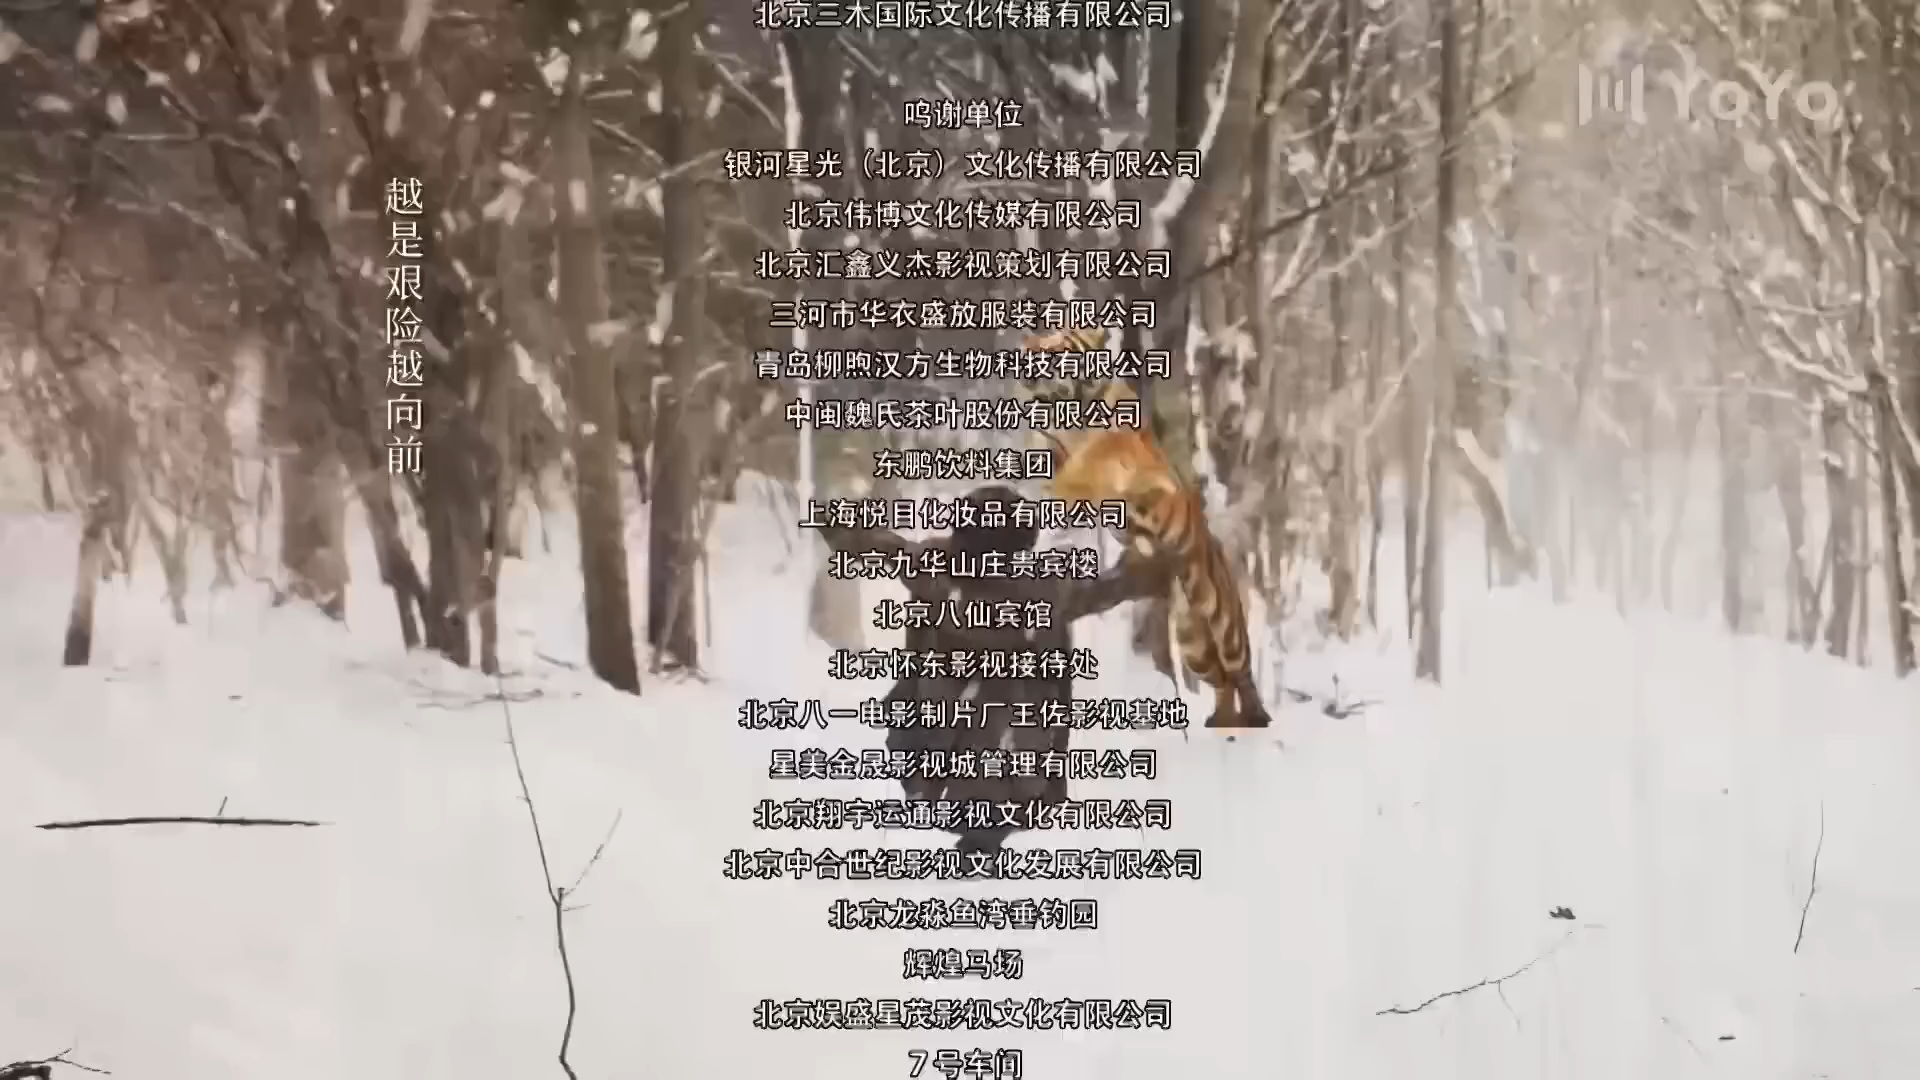 北京三木国际文化传播有限公司
YoYo
鸣谢单位
银河星光（北京）文化传播有限公司
北京伟博文化传媒有限公司
北京汇鑫义杰影视策划有限公司
三河市华衣盛放服装有限公司
青岛柳煦汉方生物科技有限公司
中闽魏氏茶叶股份有限公司
东鹏饮料集团
上海悦目化妆品有限公司
北京九华山庄贵宾楼
北京八仙宾馆
北京怀东影视接待处
北京八一电影制片厂王佐影视基地
星美金晟影视城管理有限公司
北京翔宇运通影视文化有限公司
北京中合世纪影视文化发展有限公司
北京龙淼鱼湾垂钓园
辉煌马场
北京娱盛星茂影视文化有限公司
7号车间
越是艰险越向前